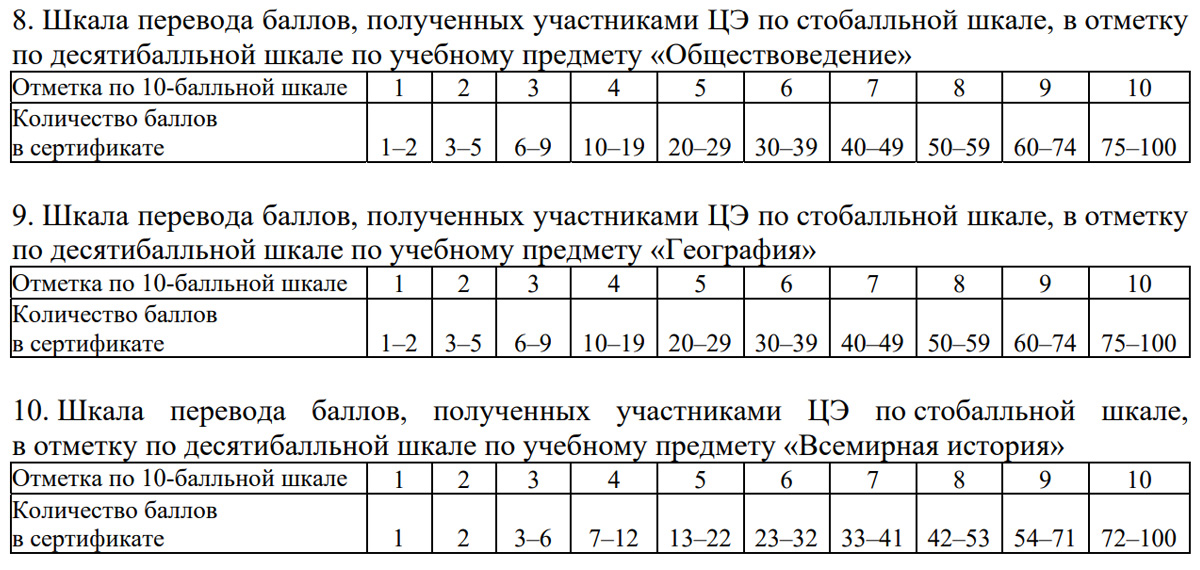 8. Шкала перевода баллов, полученных участниками ЦЭ по стобалльной шкале, в отметку
по десятибалльной шкале по учебному предмету «Обществоведение»
Отметка по 10-балльной шкале 1 2 3 4 5 6 7 8 9 10
Количество баллов
в сертификате 1–2 3–5 6–9 10–19 20–29 30–39 40–49 50–59 60–74 75–100
9. Шкала перевода баллов, полученных участниками ЦЭ по стобалльной шкале, в отметку
по десятибалльной шкале по учебному предмету «География»
Отметка по 10-балльной шкале 1 2 3 4 5 6 7 8 9 10
Количество баллов
в сертификате 1–2 3–5 6–9 10–19 20–29 30–39 40–49 50–59 60–74 75–100
10. Шкала перевода баллов, полученных участниками ЦЭ по стобалльной шкале,
в отметку по десятибалльной шкале по учебному предмету «Всемирная история»
Отметка по 10-балльной шкале 1 2 3 4 5 6 7 8 9 10
Количество баллов
в сертификате 1 2 3–6 7–12 13–22 23–32 33–41 42–53 54–71 72–100